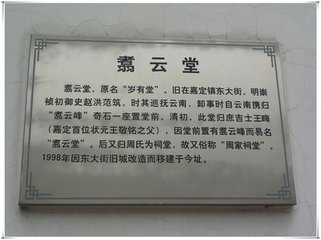 翥云堂
翥云堂，原名“岁有堂”。旧在嘉定镇东大街，明崇
祯初御史赵洪范筑，时其巡抚云南，卸事时自云南携归
“翥云峰”奇石一座置堂前。清初，此堂归庶吉士王晦
（嘉定首位状元王敬铭之父），因堂前置有翥云峰而易名
“翥云堂”。后又归周氏为祠堂，故又俗称“周家祠堂”。
1998年因东大街旧城改造而移建于今址。